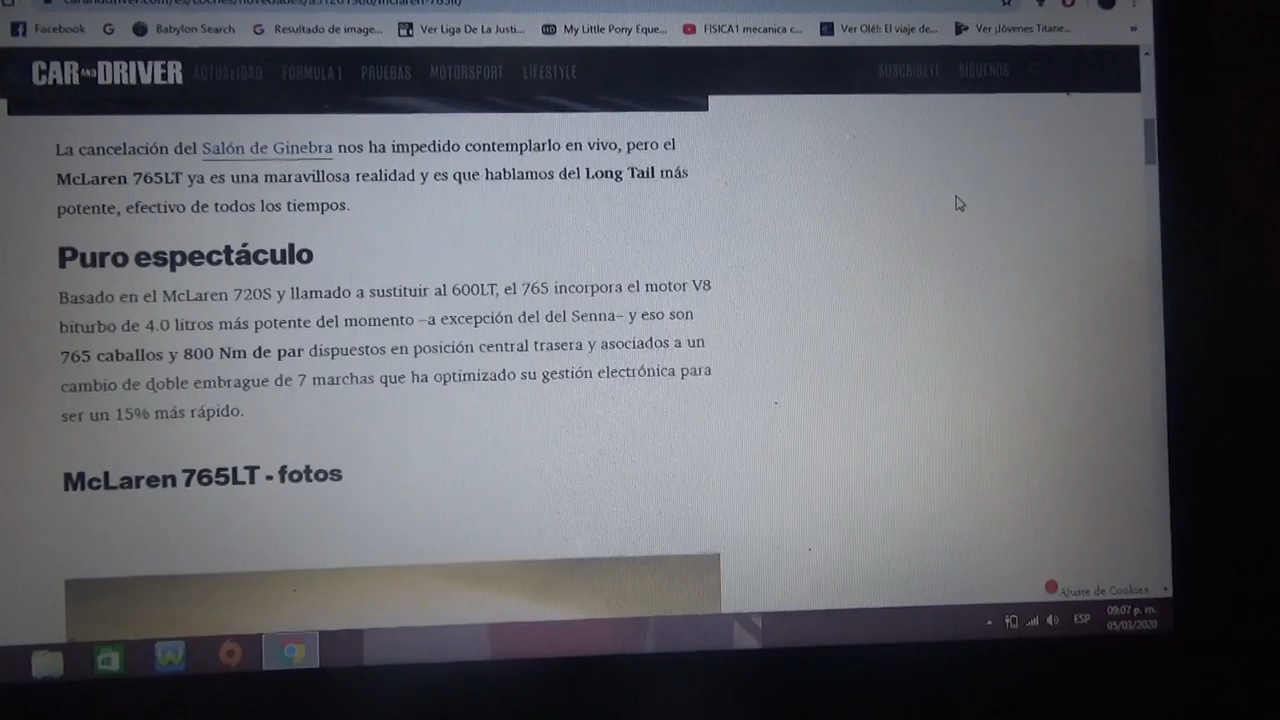 Facebook
Babylon Search
Resultado de image...
Ver Liga De La Justi...
My Little Pony Eque...
FISICA1 mecanica c...
Ver Olé!: El viaje de...
Ver ¡Jóvenes Titane...
CAR AND DRIVER ACTUALIDAD FÓRMULA 1 PRUEBAS MOTORSPORT LIFESTYLE SUSCRÍBETE SÍGUENOS
La cancelación del Salón de Ginebra nos ha impedido contemplarlo en vivo, pero el
McLaren 765LT ya es una maravillosa realidad y es que hablamos del Long Tail más
potente, efectivo de todos los tiempos.
Puro espectáculo
Basado en el McLaren 720S y llamado a sustituir al 600LT, el 765 incorpora el motor V8
biturbo de 4.0 litros más potente del momento –a excepción del del Senna– y eso son
765 caballos y 800 Nm de par dispuestos en posición central trasera y asociados a un
cambio de doble embrague de 7 marchas que ha optimizado su gestión electrónica para
ser un 15% más rápido.
McLaren 765LT - fotos
Ajuste de Cookies
ESP
09:07 p. m.
05/03/2020